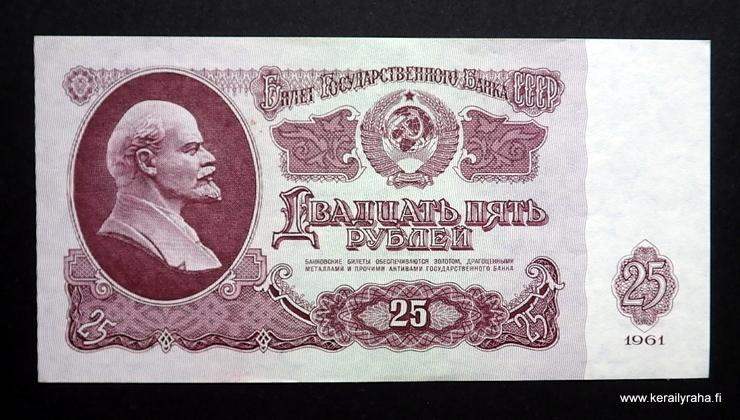 Билет Государственного Банка СССР
Двадцать пять
рублей
БАНКОВСКИЕ БИЛЕТЫ ОБЕСПЕЧИВАЮТСЯ ЗОЛОТОМ, ДРАГОЦЕННЫМИ
МЕТАЛЛАМИ И ПРОЧИМИ АКТИВАМИ ГОСУДАРСТВЕННОГО БАНКА
25
25
25
25
1961
www.kerailyraha.fi